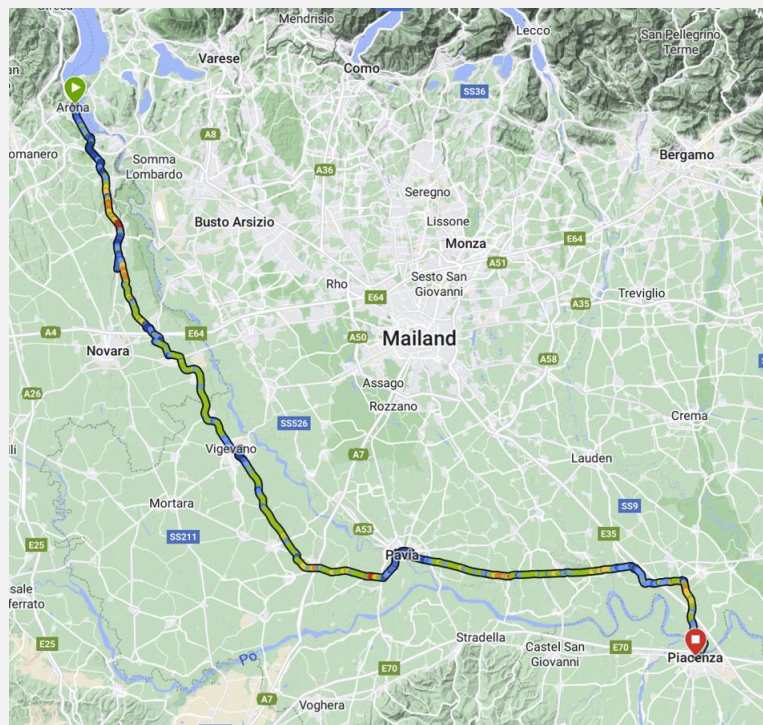 Mendrisio
Lecco
San Pellegrino
Terme
Varese
Como
SS36
Arona
A8
omanero
Somma
Lombardo
Bergamo
A36
Seregno
Busto Arsizio
Lissone
Monza
E64
A51
Sesto San
Giovanni
Rho
E64
Treviglio
A35
A4
E64
A50
Mailand
Novara
A58
Assago
A26
Rozzano
Crema
SS526
Vigevano
A7
Lauden
Mortara
SS9
A53
SS211
E35
E25
Pavia
sale
ferrato
Stradella
E25
Castel San
Giovanni
E70
Po
Piacenza
E70
A7
Voghera